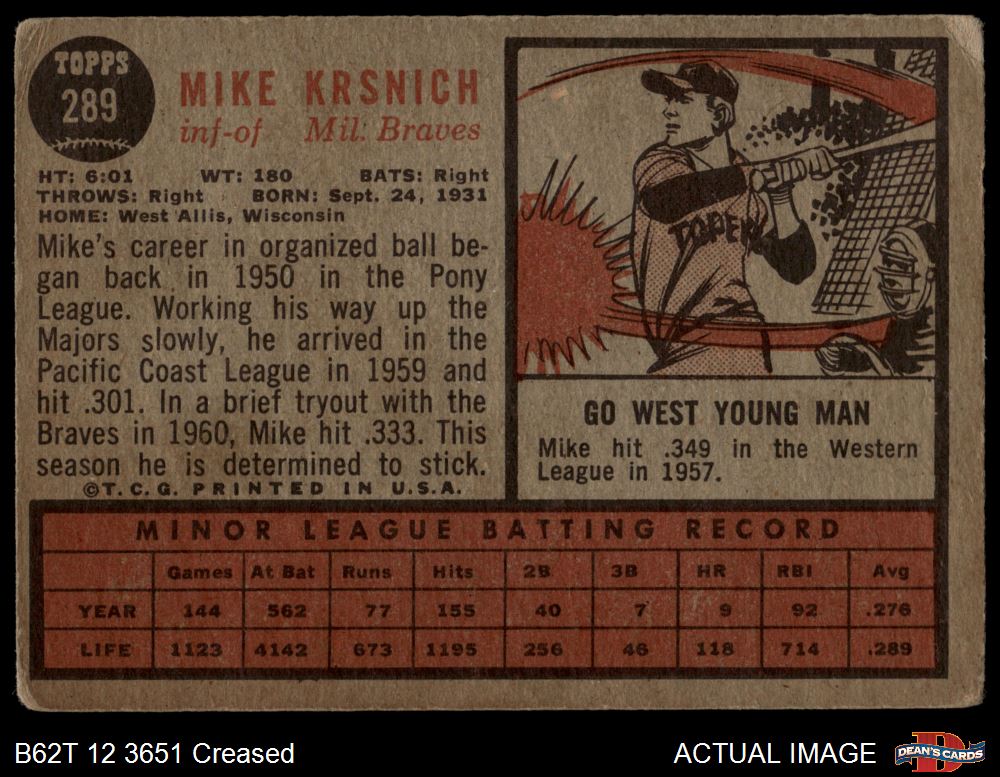 TOPPS
289
MIKE KRSNICH
inf-of Mil. Braves
HT: 6:01 WT: 180 BATS: Right
THROWS: Right BORN: Sept. 24, 1931
HOME: West Allis, Wisconsin
Mike's career in organized ball be-
gan back in 1950 in the Pony
League. Working his way up the
Majors slowly, he arrived in the
Pacific Coast League in 1959 and
hit .301. In a brief tryout with the
Braves in 1960, Mike hit .333. This
season he is determined to stick.
©T.C.G. PRINTED IN U.S.A.
TOPEK
GO WEST YOUNG MAN
Mike hit .349 in the Western
League in 1957.
MINOR LEAGUE BATTING RECORD
Games At Bat Runs Hits 2B 3B HR RBI Avg
YEAR 144 562 77 155 40 7 9 92 .276
LIFE 1123 4142 673 1195 256 46 118 714 .289
B62T 12 3651 Creased
ACTUAL IMAGE
DEAN'S CARDS